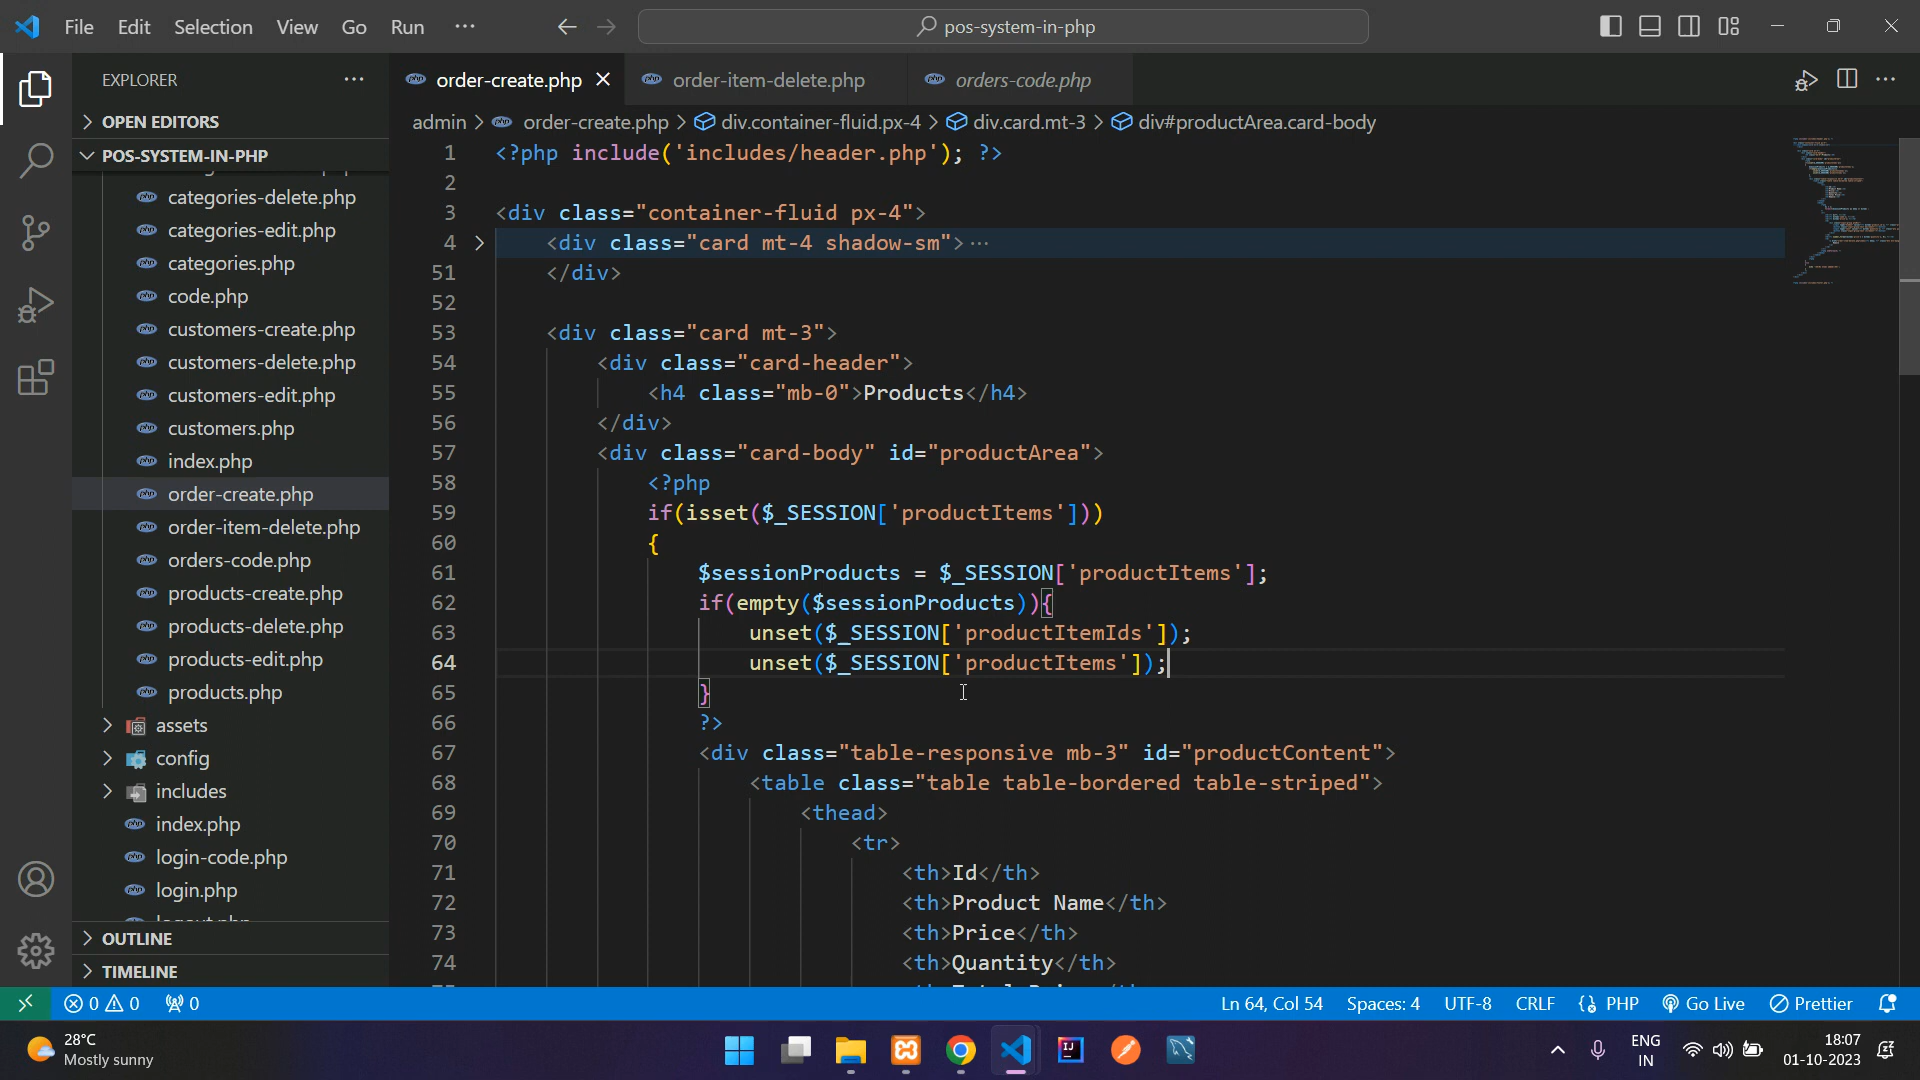 File Edit Selection View Go Run ···
pos-system-in-php
EXPLORER ···
OPEN EDITORS
POS-SYSTEM-IN-PHP
categories-delete.php
categories-edit.php
categories.php
code.php
customers-create.php
customers-delete.php
customers-edit.php
customers.php
index.php
order-create.php
order-item-delete.php
orders-code.php
products-create.php
products-delete.php
products-edit.php
products.php
assets
config
includes
index.php
login-code.php
login.php
OUTLINE
TIMELINE
order-create.php order-item-delete.php orders-code.php
admin > order-create.php > div.container-fluid.px-4 > div.card.mt-3 > div#productArea.card-body
1 <?php include('includes/header.php'); ?>
2
3 <div class="container-fluid px-4">
4 <div class="card mt-4 shadow-sm">···
51 </div>
52
53 <div class="card mt-3">
54 <div class="card-header">
55 <h4 class="mb-0">Products</h4>
56 </div>
57 <div class="card-body" id="productArea">
58 <?php
59 if(isset($_SESSION['productItems']))
60 {
61 $sessionProducts = $_SESSION['productItems'];
62 if(empty($sessionProducts)){
63 unset($_SESSION['productItemIds']);
64 unset($_SESSION['productItems']);
65 }
66 ?>
67 <div class="table-responsive mb-3" id="productContent">
68 <table class="table table-bordered table-striped">
69 <thead>
70 <tr>
71 <th>Id</th>
72 <th>Product Name</th>
73 <th>Price</th>
74 <th>Quantity</th>
0 0 0 Ln 64, Col 54 Spaces: 4 UTF-8 CRLF PHP Go Live Prettier
28°C
Mostly sunny
ENG
IN
18:07
01-10-2023